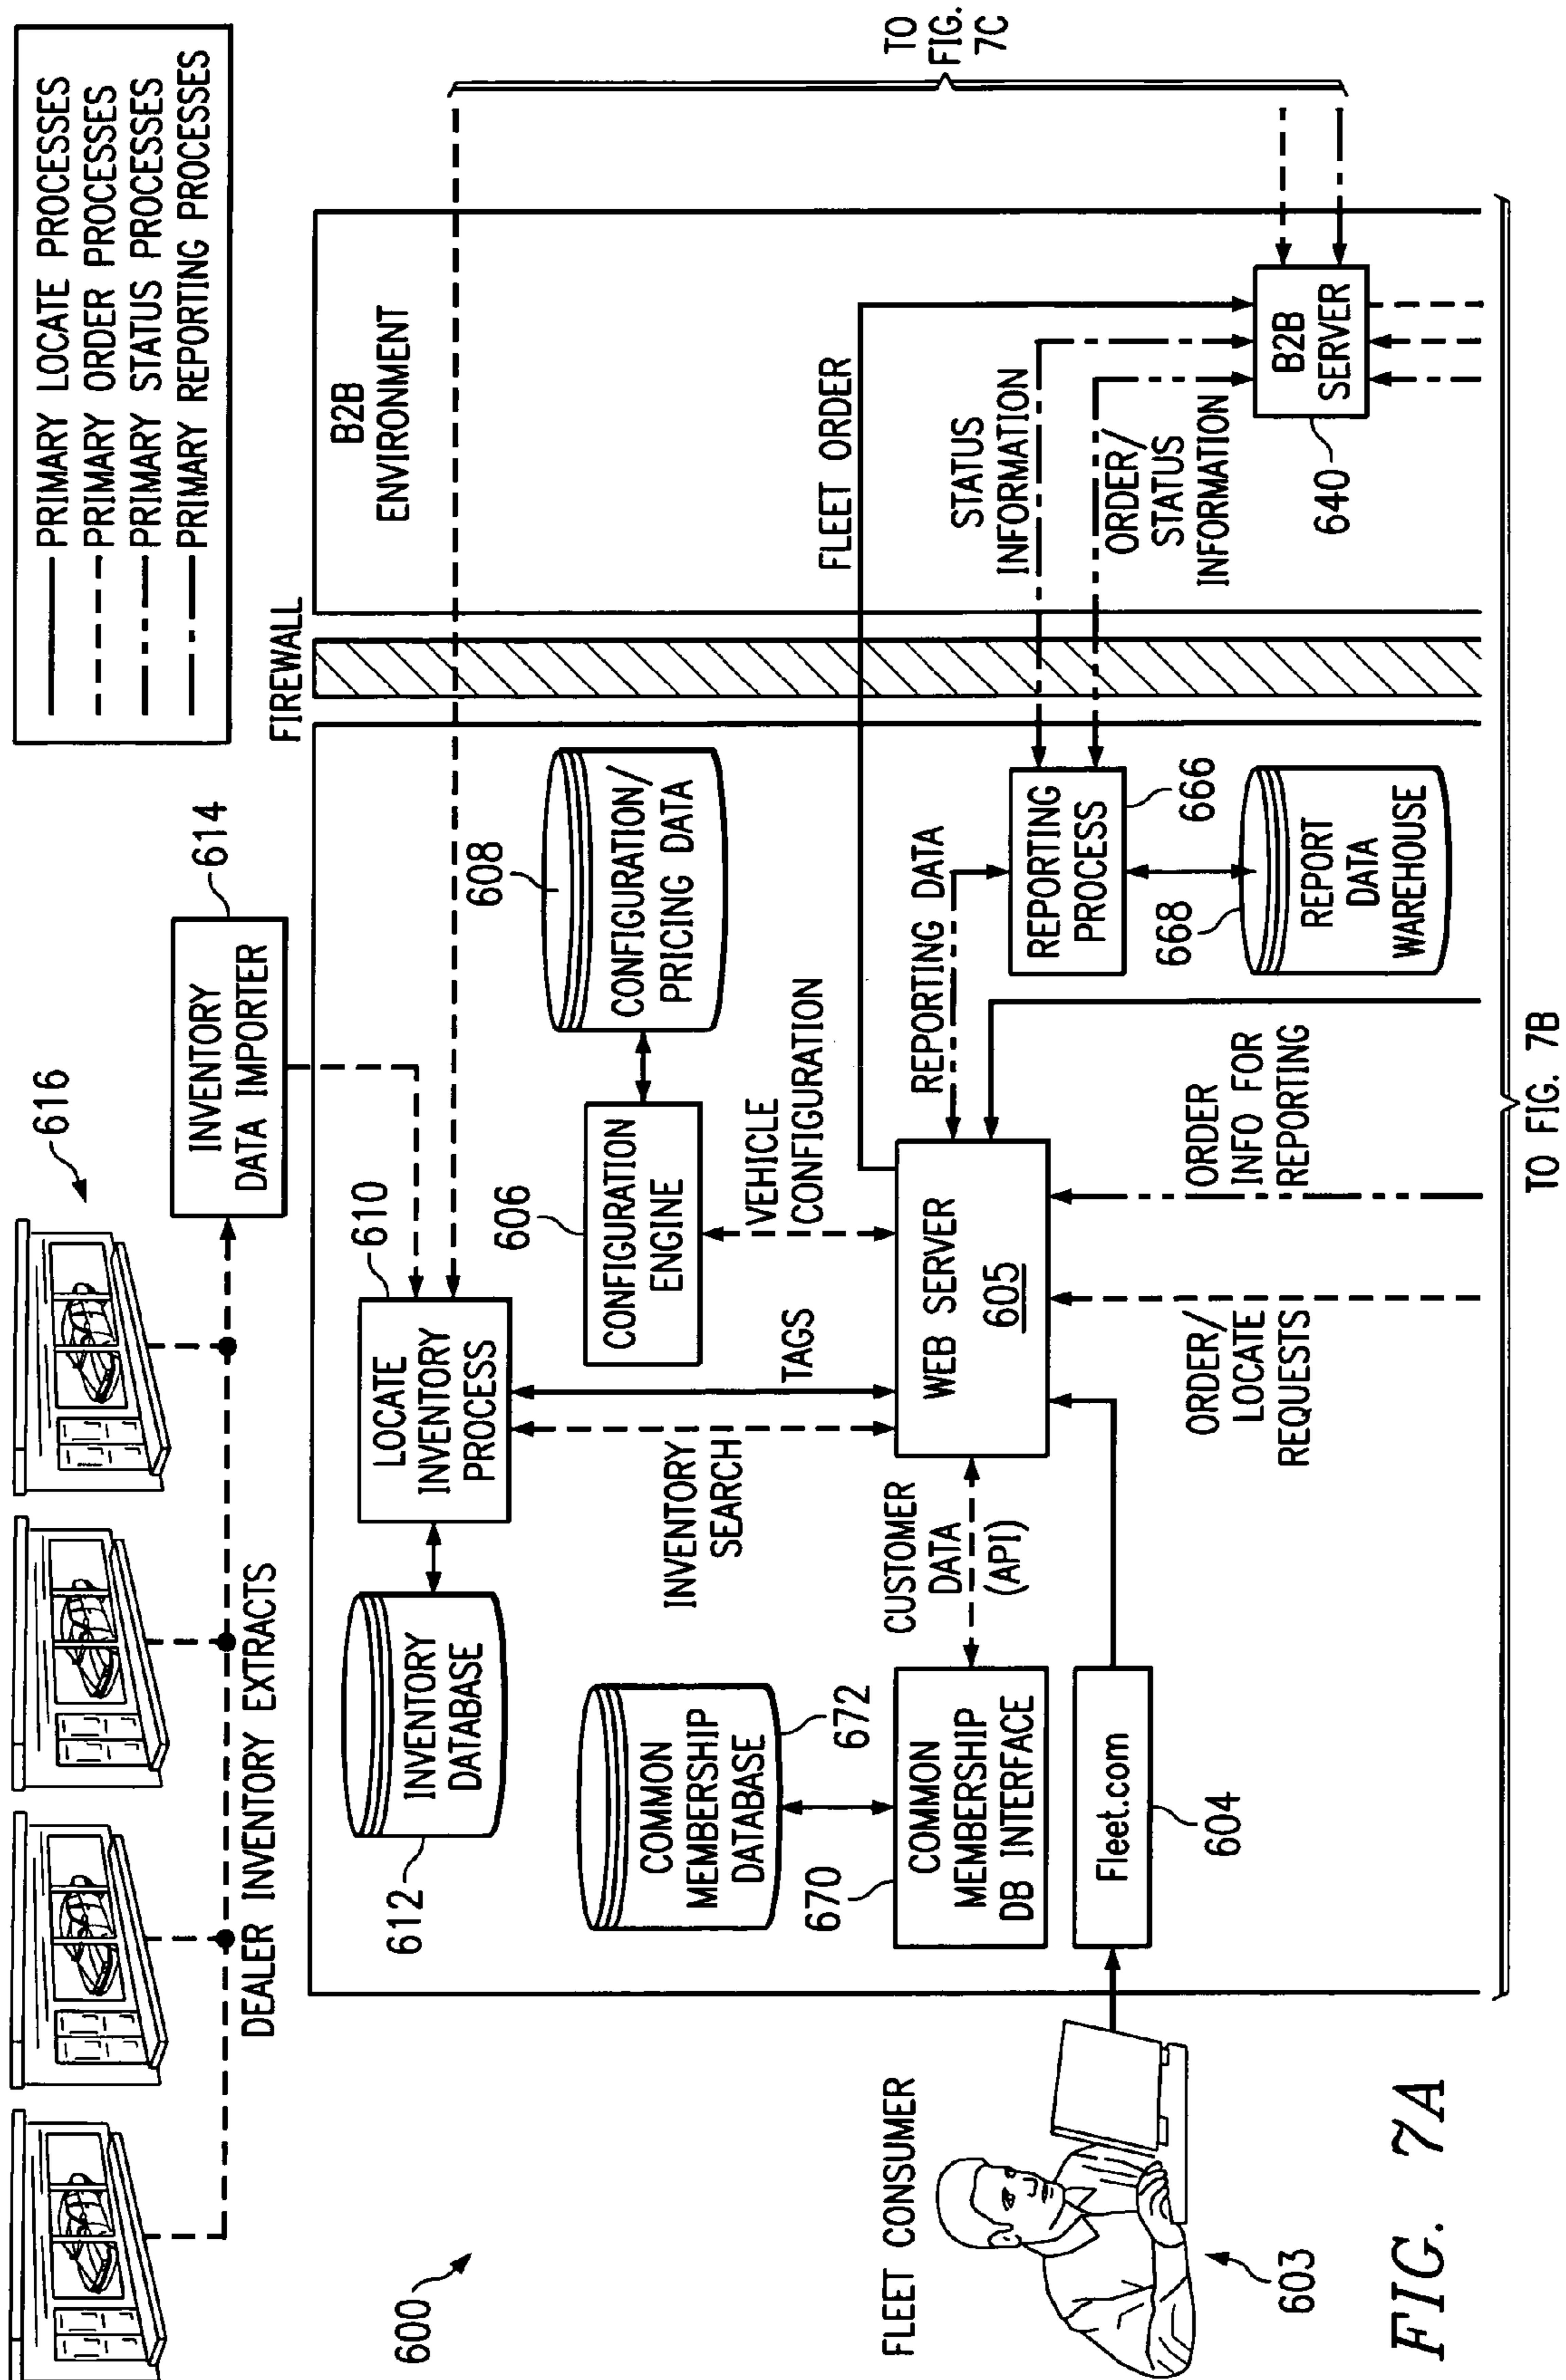 PRIMARY LOCATE PROCESSES
PRIMARY ORDER PROCESSES
PRIMARY STATUS PROCESSES
PRIMARY REPORTING PROCESSES
616
DEALER INVENTORY EXTRACTS
INVENTORY
DATA IMPORTER
614
600
FIREWALL
B2B
ENVIRONMENT
TO
FIG.
7C
610
LOCATE
INVENTORY
PROCESS
INVENTORY
DATABASE
612
608
CONFIGURATION/
PRICING DATA
606
CONFIGURATION
ENGINE
COMMON
MEMBERSHIP
DATABASE
672
INVENTORY
SEARCH
TAGS
VEHICLE
CONFIGURATION
FLEET ORDER
670
COMMON
MEMBERSHIP
DB INTERFACE
CUSTOMER
DATA
(API)
WEB SERVER
605
REPORTING DATA
STATUS
INFORMATION
ORDER/
STATUS
INFORMATION
REPORTING
PROCESS
666
668
REPORT
DATA
WAREHOUSE
B2B
SERVER
640
FLEET CONSUMER
603
Fleet.com
604
ORDER/
LOCATE
REQUESTS
ORDER
INFO FOR
REPORTING
TO FIG. 7B
FIG. 7A